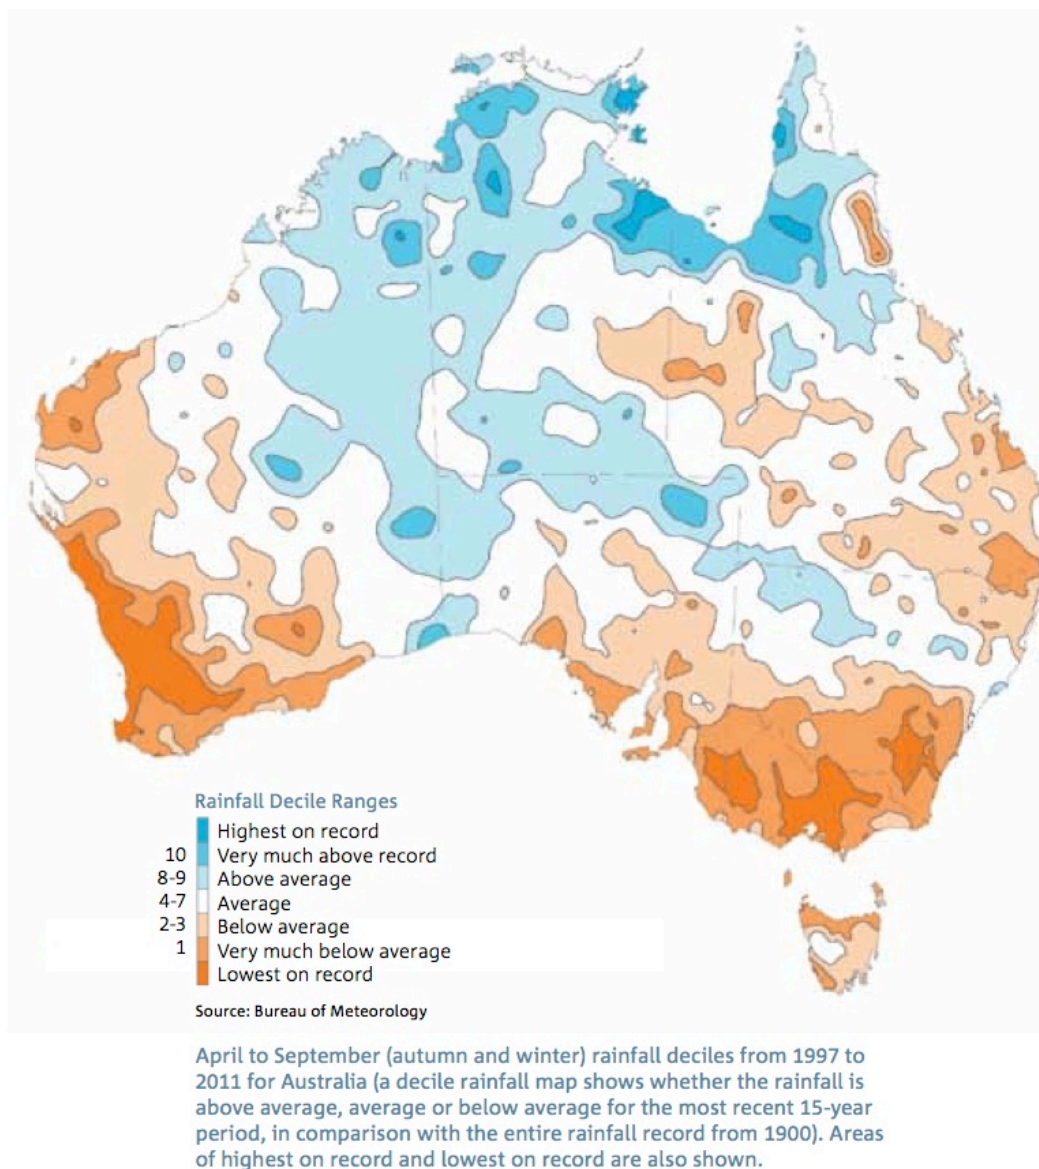 Rainfall Decile Ranges
Highest on record
10 Very much above record
8-9 Above average
4-7 Average
2-3 Below average
1 Very much below average
Lowest on record
Source: Bureau of Meteorology
April to September (autumn and winter) rainfall deciles from 1997 to
2011 for Australia (a decile rainfall map shows whether the rainfall is
above average, average or below average for the most recent 15-year
period, in comparison with the entire rainfall record from 1900). Areas
of highest on record and lowest on record are also shown.